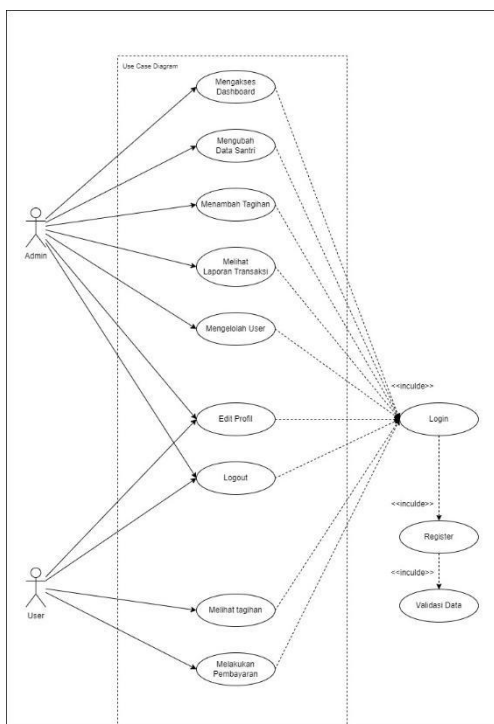 Use Case Diagram
Mengakses
Dashboard
Mengubah
Data Santri
Menambah Tagihan
Admin
Melihat
Laporan Transaksi
Mengelolah User
<<inculde>>
Edit Profil
Login
Logout
<<inculde>>
Register
<<inculde>>
User
Melihat tagihan
Validasi Data
Melakukan
Pembayaran